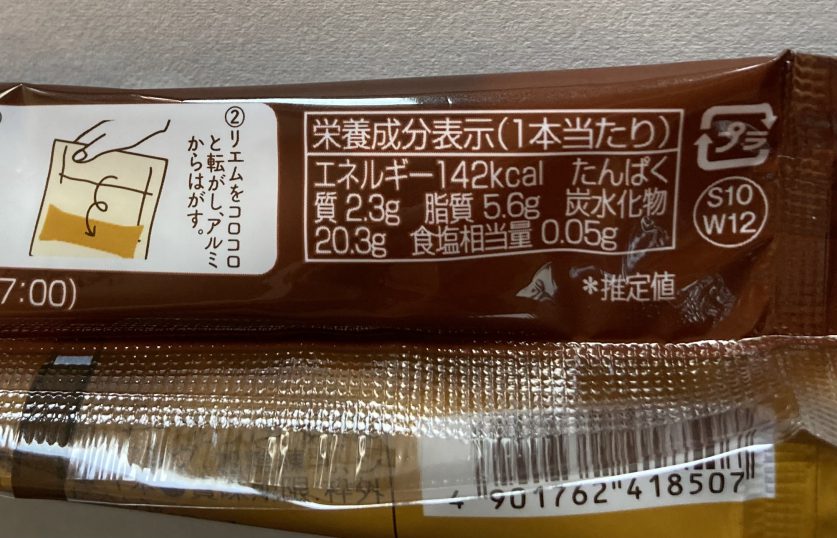 ②リエムをコロコロ
と転がし、アルミ
からはがす。
7:00)
栄養成分表示(1本当たり)
エネルギー142kcal たんぱく
質 2.3g 脂質 5.6g 炭水化物
20.3g 食塩相当量 0.05g
*推定値
プラ
S10
W12
4 901762 418507